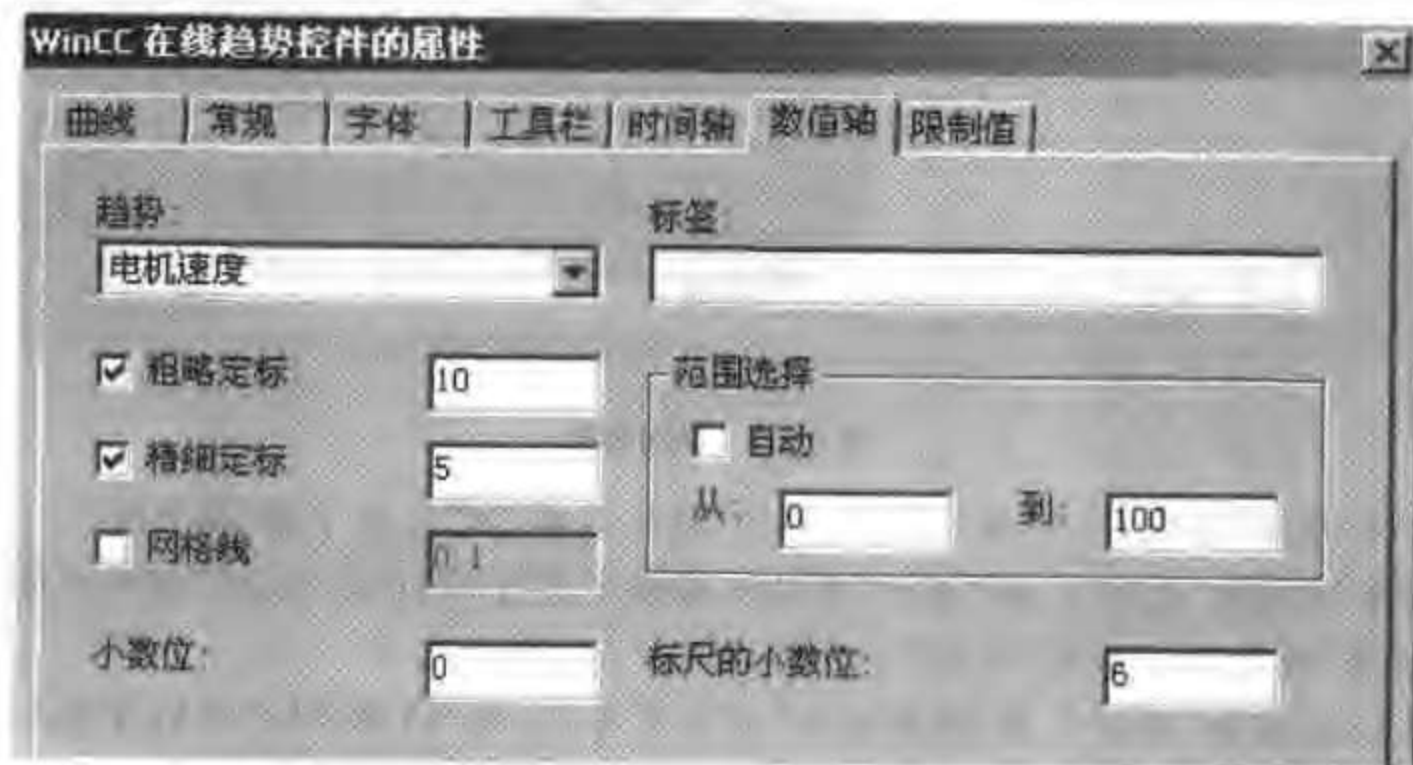 WinCC 在线趋势控件的属性
曲线 常规 字体 工具栏 时间轴 数值轴 限制值
趋势: 标签:
电机速度
粗略定标 10 范围选择
精细定标 5 自动
从: 0 到: 100
网格线 0.1
小数位: 0 标尺的小数位: 6